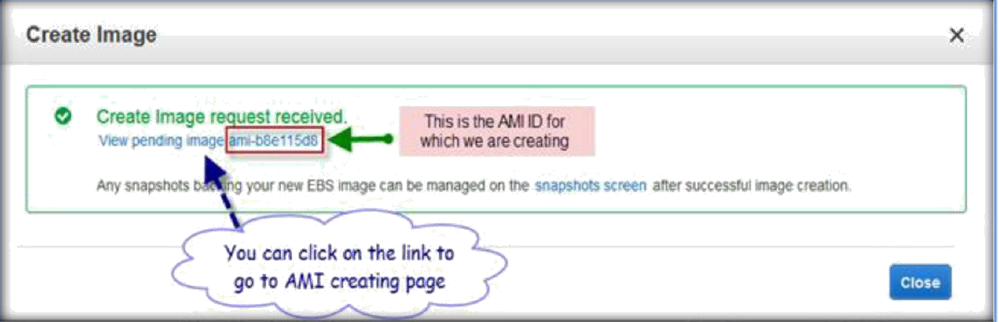 Create Image
×
Create Image request received.
View pending image ami-b8e115d8
This is the AMI ID for
which we are creating
Any snapshots backing your new EBS image can be managed on the snapshots screen after successful image creation.
You can click on the link to
go to AMI creating page
Close